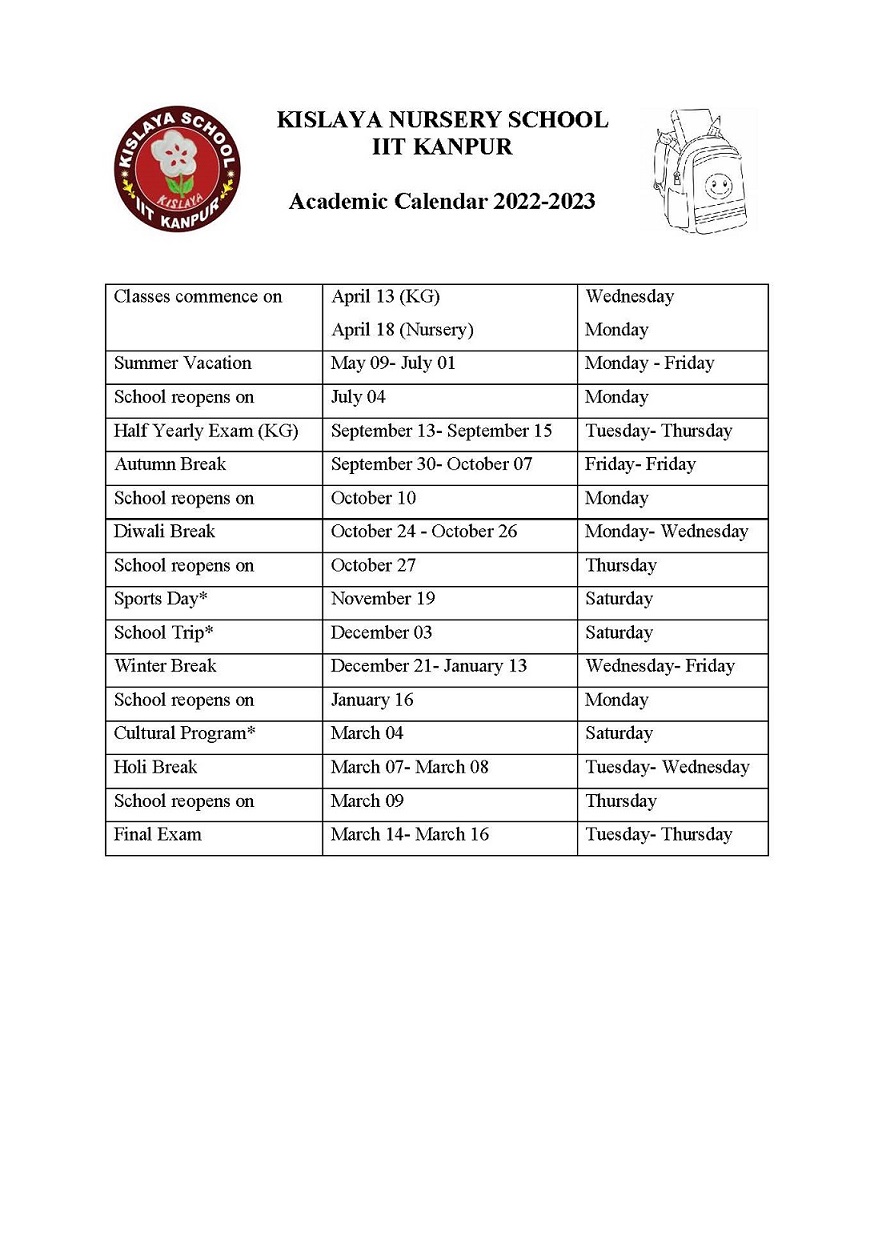 KISLAYA SCHOOL
KISLAYA
IIT KANPUR
KISLAYA NURSERY SCHOOL
IIT KANPUR
Academic Calendar 2022-2023
Classes commence on April 13 (KG) Wednesday
April 18 (Nursery) Monday
Summer Vacation May 09- July 01 Monday - Friday
School reopens on July 04 Monday
Half Yearly Exam (KG) September 13- September 15 Tuesday- Thursday
Autumn Break September 30- October 07 Friday- Friday
School reopens on October 10 Monday
Diwali Break October 24 - October 26 Monday- Wednesday
School reopens on October 27 Thursday
Sports Day* November 19 Saturday
School Trip* December 03 Saturday
Winter Break December 21- January 13 Wednesday- Friday
School reopens on January 16 Monday
Cultural Program* March 04 Saturday
Holi Break March 07- March 08 Tuesday- Wednesday
School reopens on March 09 Thursday
Final Exam March 14- March 16 Tuesday- Thursday